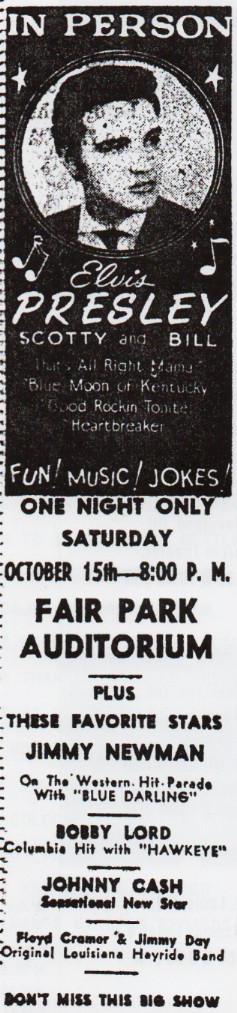 IN PERSON
Elvis
PRESLEY
SCOTTY and BILL
"That's All Right Mama"
"Blue Moon of Kentucky"
"Good Rockin Tonite"
"Heartbreaker"
FUN! MUSIC! JOKES!
ONE NIGHT ONLY
SATURDAY
OCTOBER 15th—8:00 P. M.
FAIR PARK
AUDITORIUM
PLUS
THESE FAVORITE STARS
JIMMY NEWMAN
On The Western Hit Parade
With "BLUE DARLING"
BOBBY LORD
Columbia Hit with "HAWKEYE"
JOHNNY CASH
Sensational New Star
Floyd Cramer & Jimmy Day
Original Louisiana Hayride Band
DON'T MISS THIS BIG SHOW